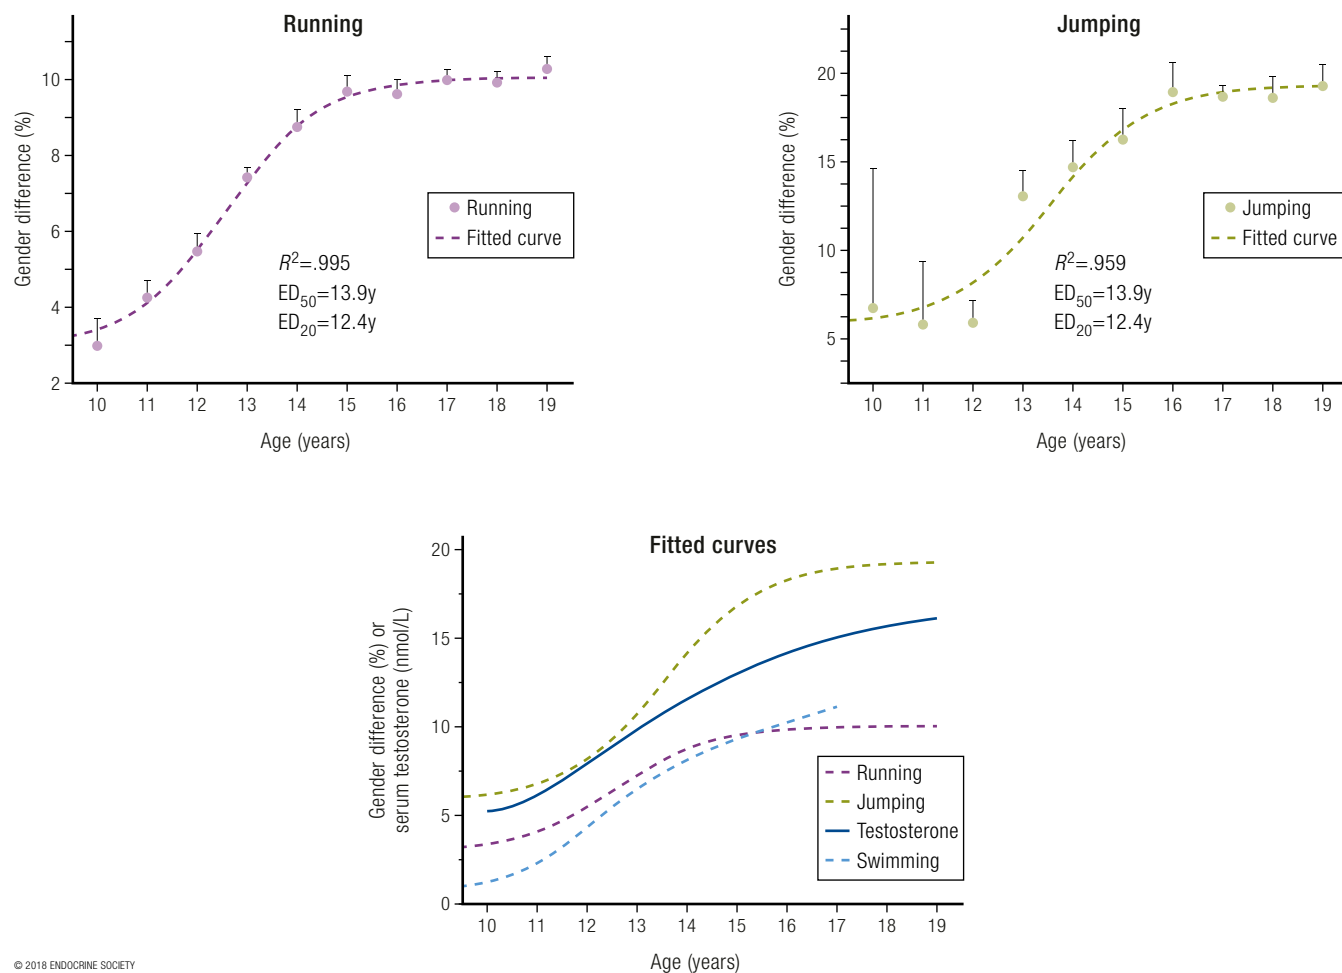 Running
Gender difference (%)
10
8
6
4
2
Running
Fitted curve
R²=.995
ED₅₀=13.9y
ED₂₀=12.4y
10 11 12 13 14 15 16 17 18 19
Age (years)
Jumping
Gender difference (%)
20
15
10
5
Jumping
Fitted curve
R²=.959
ED₅₀=13.9y
ED₂₀=12.4y
10 11 12 13 14 15 16 17 18 19
Age (years)
Fitted curves
Gender difference (%) or
serum testosterone (nmol/L)
20
15
10
5
0
Running
Jumping
Testosterone
Swimming
10 11 12 13 14 15 16 17 18 19
Age (years)
© 2018 ENDOCRINE SOCIETY